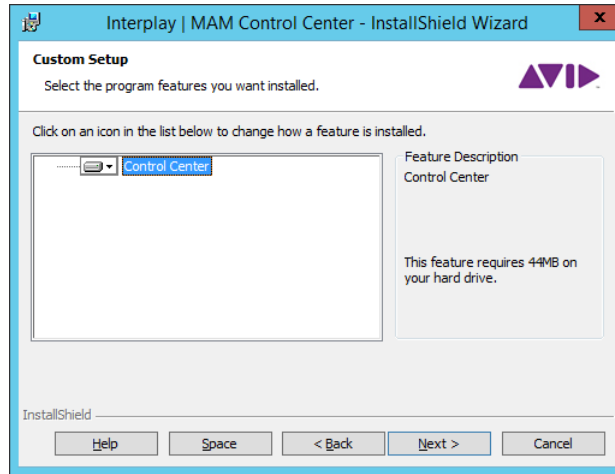 Interplay | MAM Control Center - InstallShield Wizard
x
Custom Setup
Select the program features you want installed.
AVID
Click on an icon in the list below to change how a feature is installed.
Control Center
Feature Description
Control Center
This feature requires 44MB on
your hard drive.
InstallShield
Help
Space
< Back
Next >
Cancel